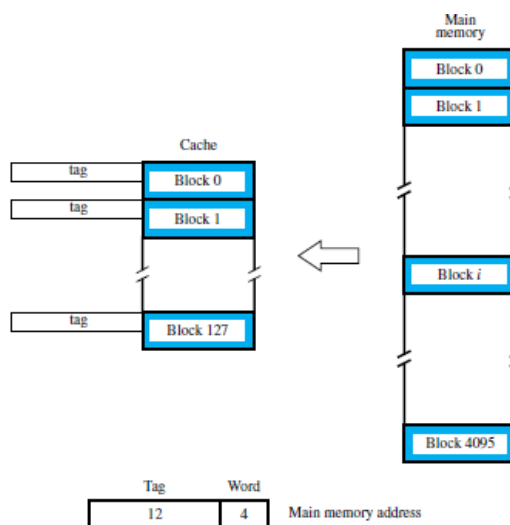 Main
memory
Block 0
Block 1
Cache
tag
Block 0
tag
Block 1
Block i
tag
Block 127
Block 4095
Tag Word
12 4 Main memory address